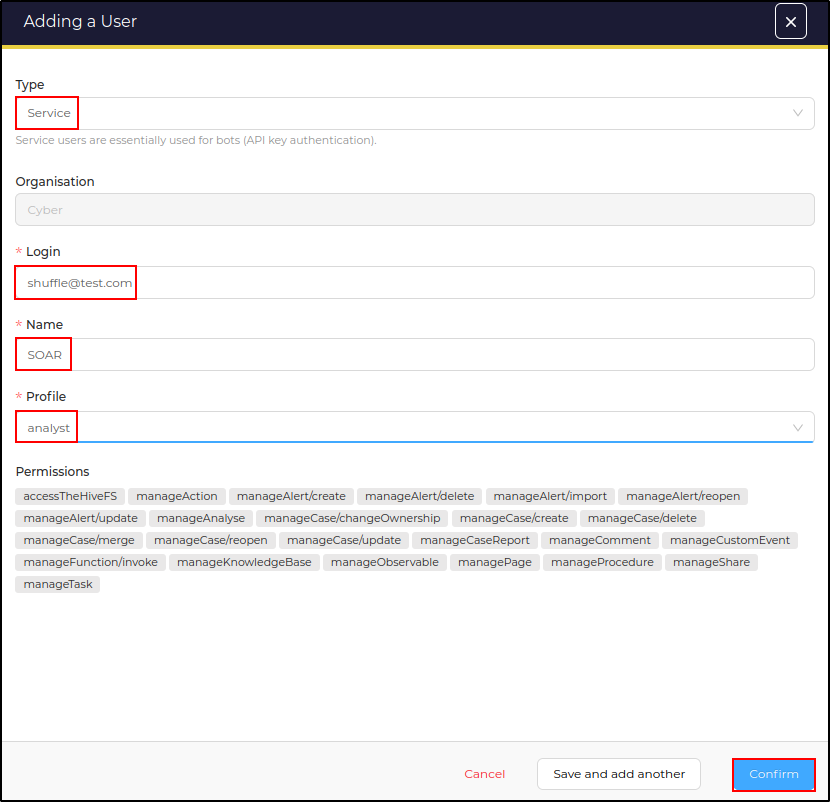 Adding a User
Type
Service
Service users are essentially used for bots (API key authentication).
Organisation
Cyber
* Login
shuffle@test.com
* Name
SOAR
* Profile
analyst
Permissions
accessTheHiveFS manageAction manageAlert/create manageAlert/delete manageAlert/import manageAlert/reopen
manageAlert/update manageAnalyse manageCase/changeOwnership manageCase/create manageCase/delete
manageCase/merge manageCase/reopen manageCase/update manageCaseReport manageComment manageCustomEvent
manageFunction/invoke manageKnowledgeBase manageObservable managePage manageProcedure manageShare
manageTask
Cancel Save and add another Confirm